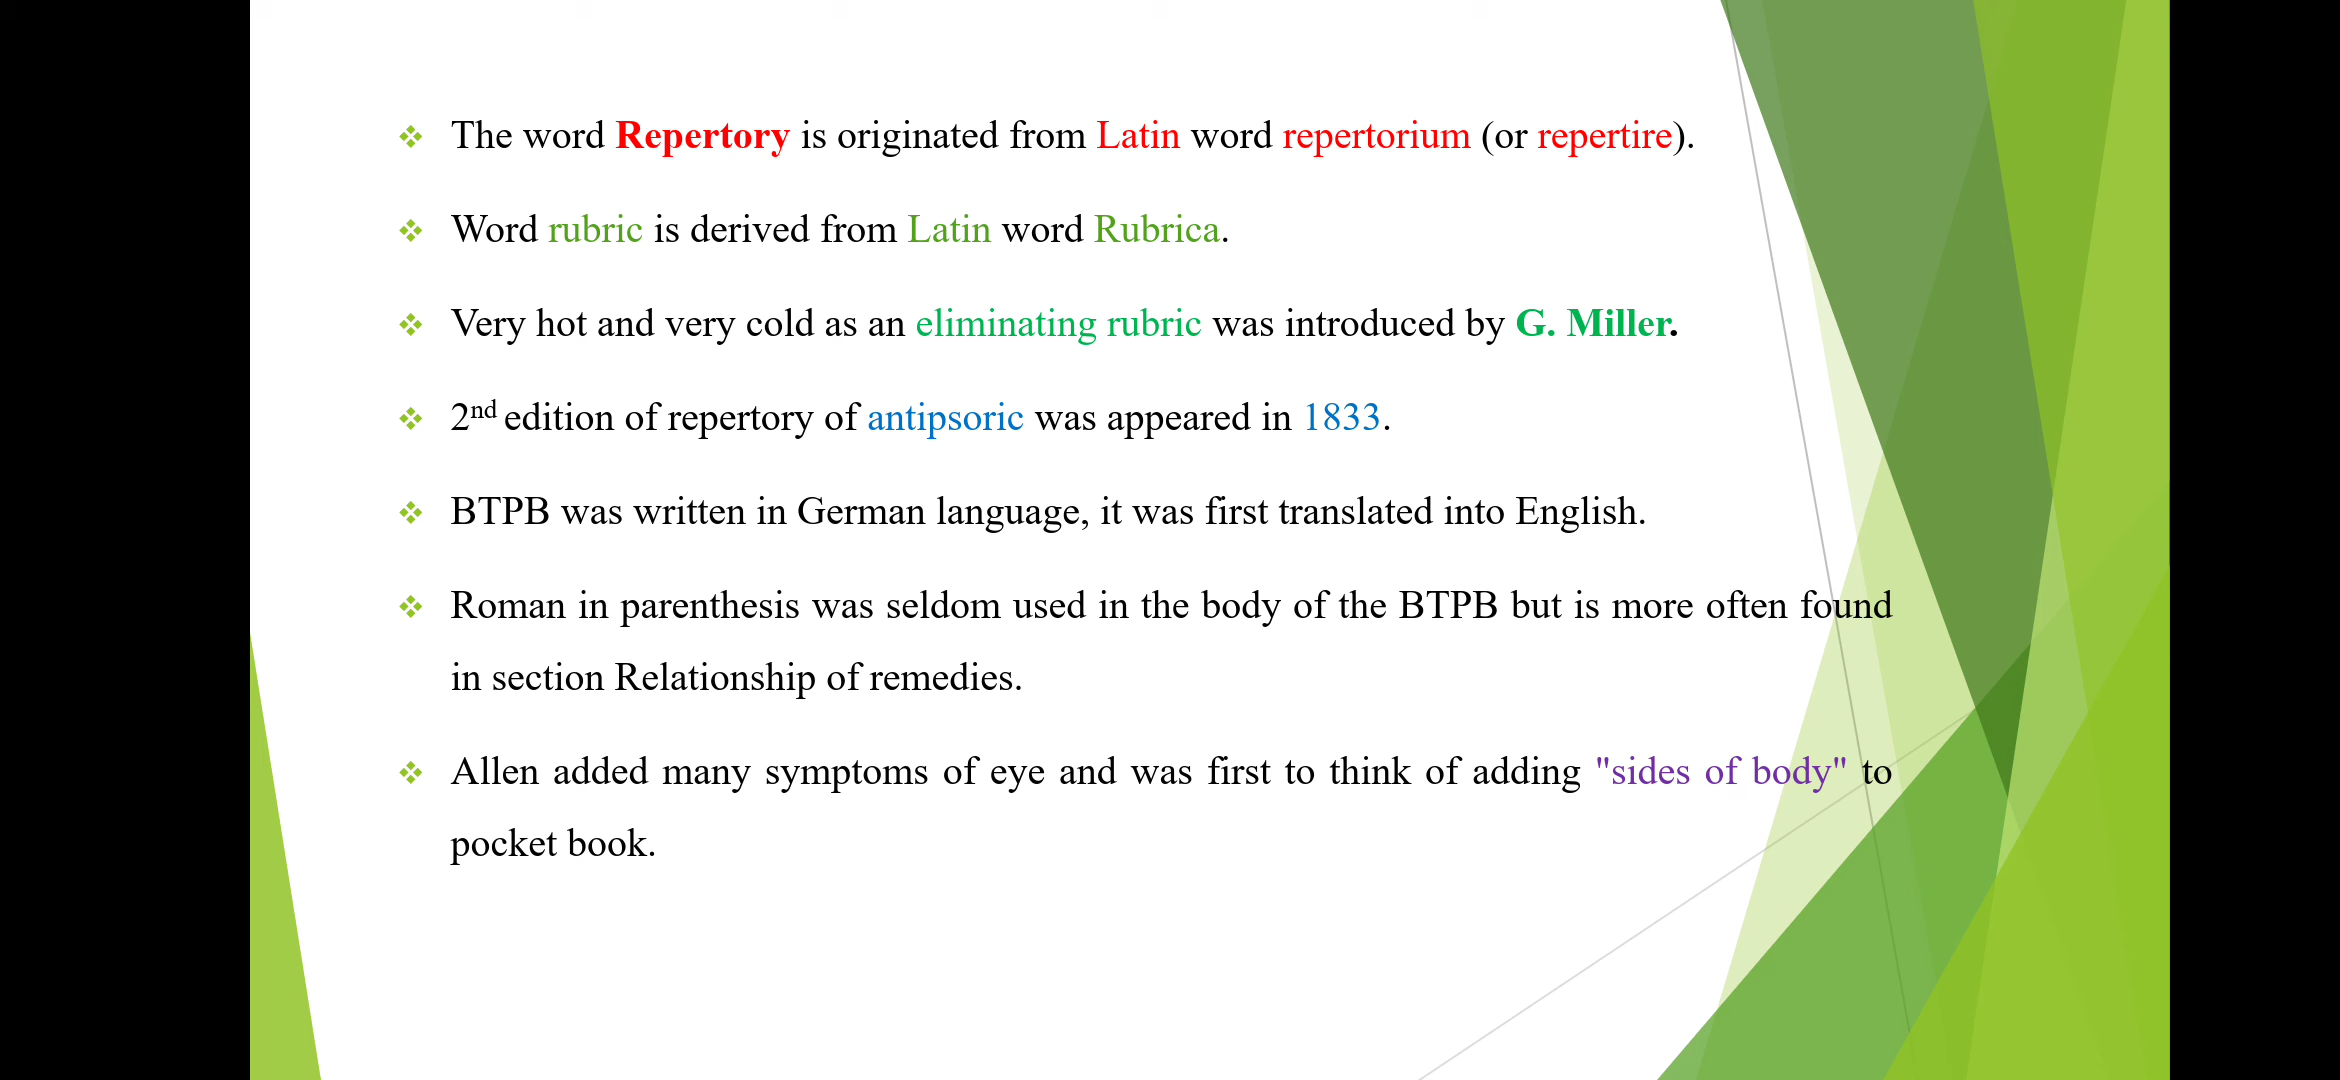 The word Repertory is originated from Latin word repertorium (or repertire).
Word rubric is derived from Latin word Rubrica.
Very hot and very cold as an eliminating rubric was introduced by G. Miller.
2nd edition of repertory of antipsoric was appeared in 1833.
BTPB was written in German language, it was first translated into English.
Roman in parenthesis was seldom used in the body of the BTPB but is more often found
in section Relationship of remedies.
Allen added many symptoms of eye and was first to think of adding "sides of body" to
pocket book.